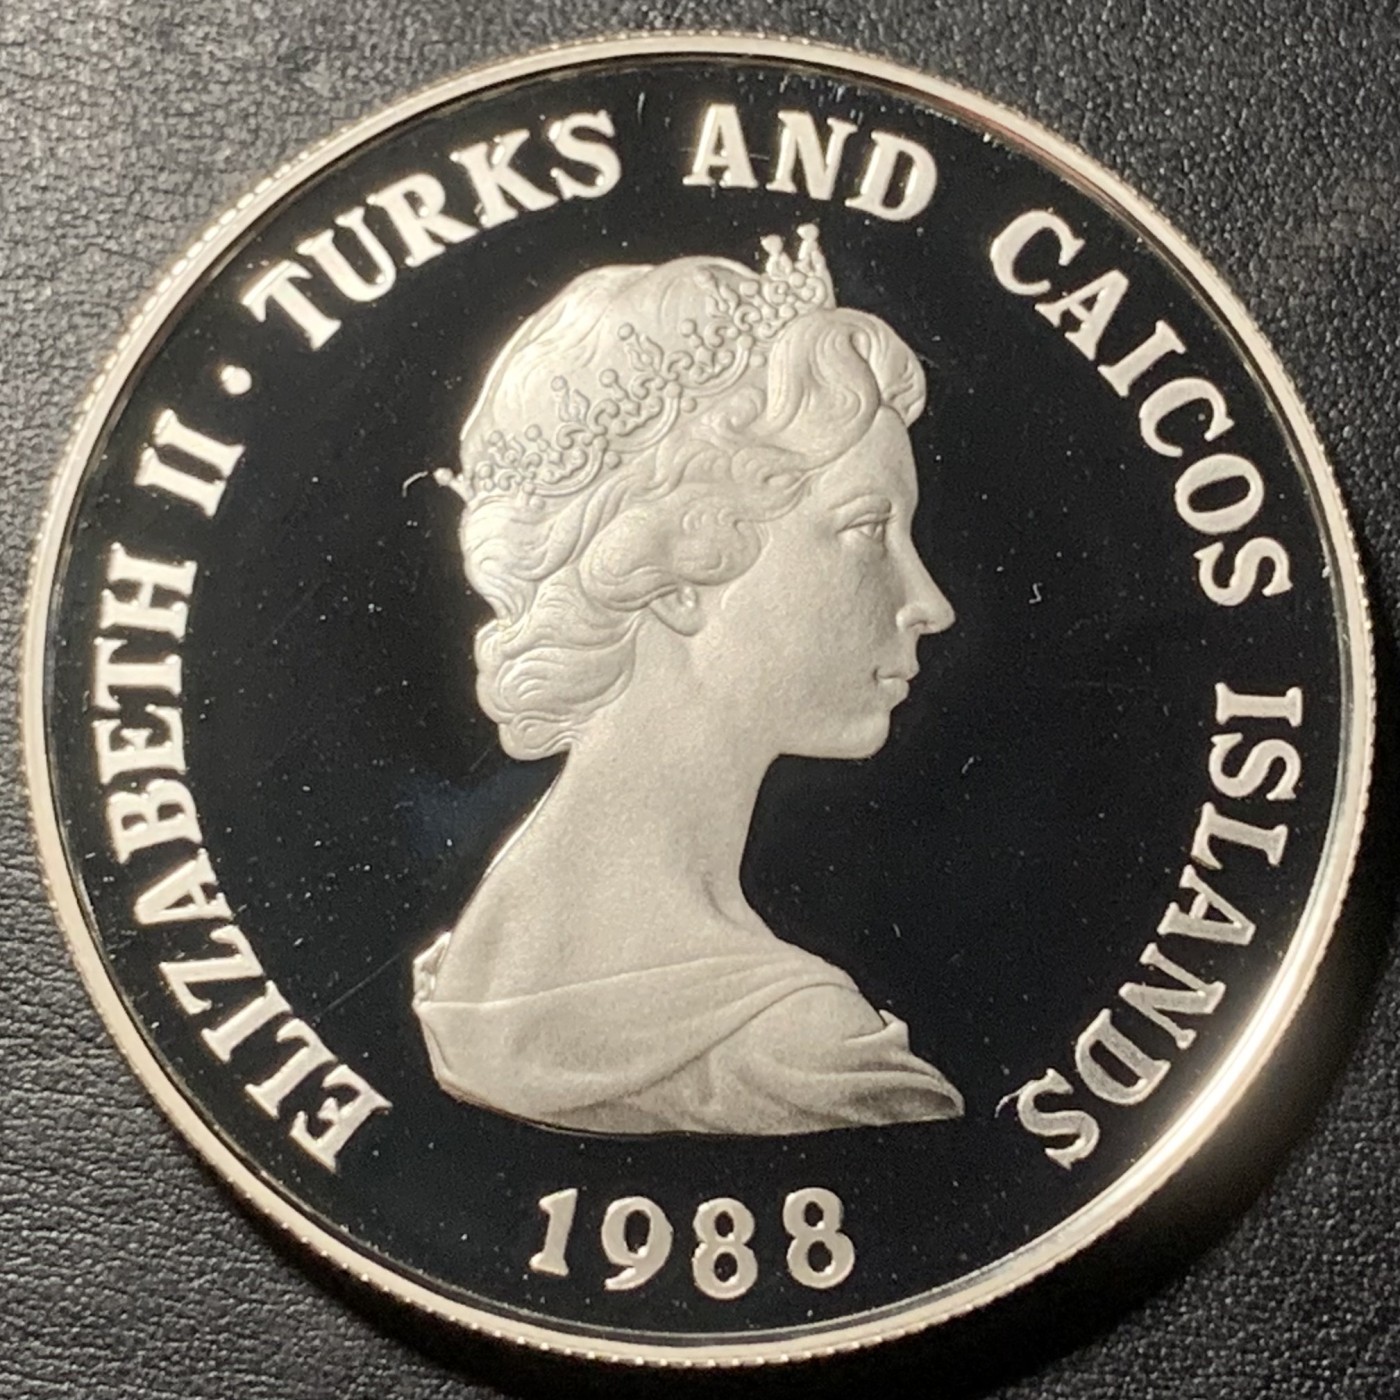 ELIZABETH II · TURKS AND CAICOS ISLANDS
1988